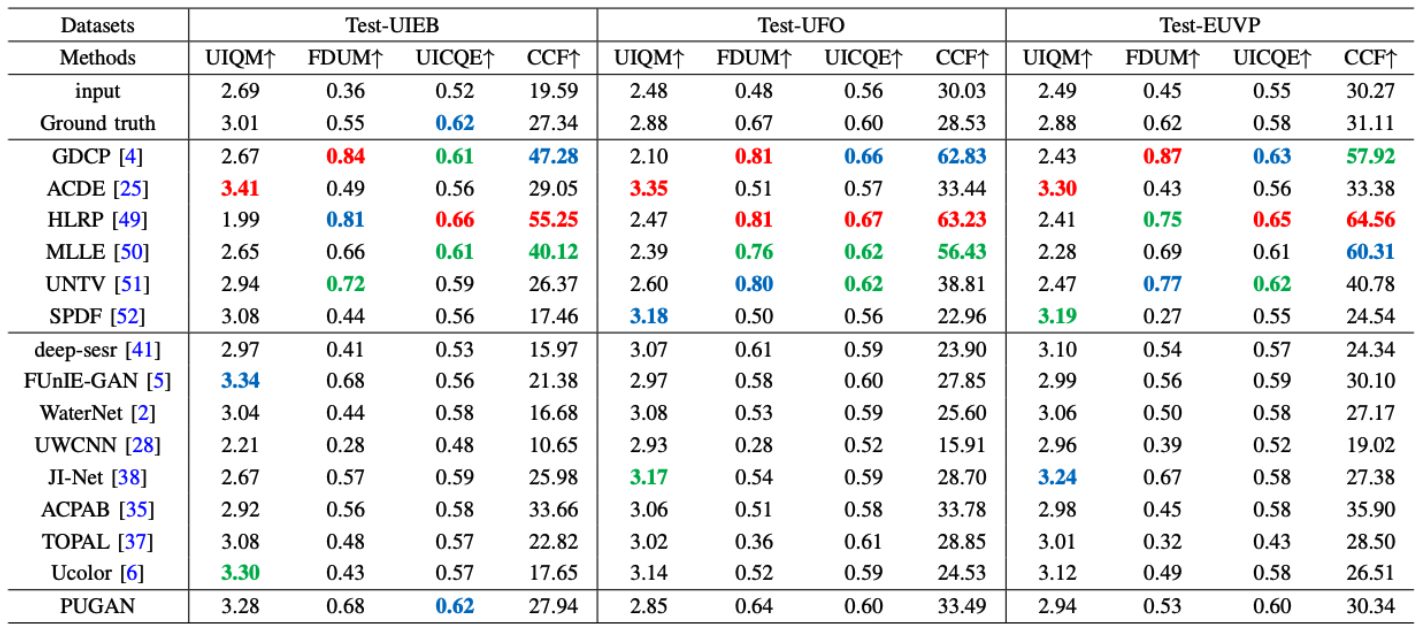 Datasets Test-UIEB Test-UFO Test-EUVP
Methods UIQM↑ FDUM↑ UICQE↑ CCF↑ UIQM↑ FDUM↑ UICQE↑ CCF↑ UIQM↑ FDUM↑ UICQE↑ CCF↑
input 2.69 0.36 0.52 19.59 2.48 0.48 0.56 30.03 2.49 0.45 0.55 30.27
Ground truth 3.01 0.55 0.62 27.34 2.88 0.67 0.60 28.53 2.88 0.62 0.58 31.11
GDCP [4] 2.67 0.84 0.61 47.28 2.10 0.81 0.66 62.83 2.43 0.87 0.63 57.92
ACDE [25] 3.41 0.49 0.56 29.05 3.35 0.51 0.57 33.44 3.30 0.43 0.56 33.38
HLRP [49] 1.99 0.81 0.66 55.25 2.47 0.81 0.67 63.23 2.41 0.75 0.65 64.56
MLLE [50] 2.65 0.66 0.61 40.12 2.39 0.76 0.62 56.43 2.28 0.69 0.61 60.31
UNTV [51] 2.94 0.72 0.59 26.37 2.60 0.80 0.62 38.81 2.47 0.77 0.62 40.78
SPDF [52] 3.08 0.44 0.56 17.46 3.18 0.50 0.56 22.96 3.19 0.27 0.55 24.54
deep-sesr [41] 2.97 0.41 0.53 15.97 3.07 0.61 0.59 23.90 3.10 0.54 0.57 24.34
FUnIE-GAN [5] 3.34 0.68 0.56 21.38 2.97 0.58 0.60 27.85 2.99 0.56 0.59 30.10
WaterNet [2] 3.04 0.44 0.58 16.68 3.08 0.53 0.59 25.60 3.06 0.50 0.58 27.17
UWCNN [28] 2.21 0.28 0.48 10.65 2.93 0.28 0.52 15.91 2.96 0.39 0.52 19.02
JI-Net [38] 2.67 0.57 0.59 25.98 3.17 0.54 0.59 28.70 3.24 0.67 0.58 27.38
ACPAB [35] 2.92 0.56 0.58 33.66 3.06 0.51 0.58 33.78 2.98 0.45 0.58 35.90
TOPAL [37] 3.08 0.48 0.57 22.82 3.02 0.36 0.61 28.85 3.01 0.32 0.43 28.50
Ucolor [6] 3.30 0.43 0.57 17.65 3.14 0.52 0.59 24.53 3.12 0.49 0.58 26.51
PUGAN 3.28 0.68 0.62 27.94 2.85 0.64 0.60 33.49 2.94 0.53 0.60 30.34